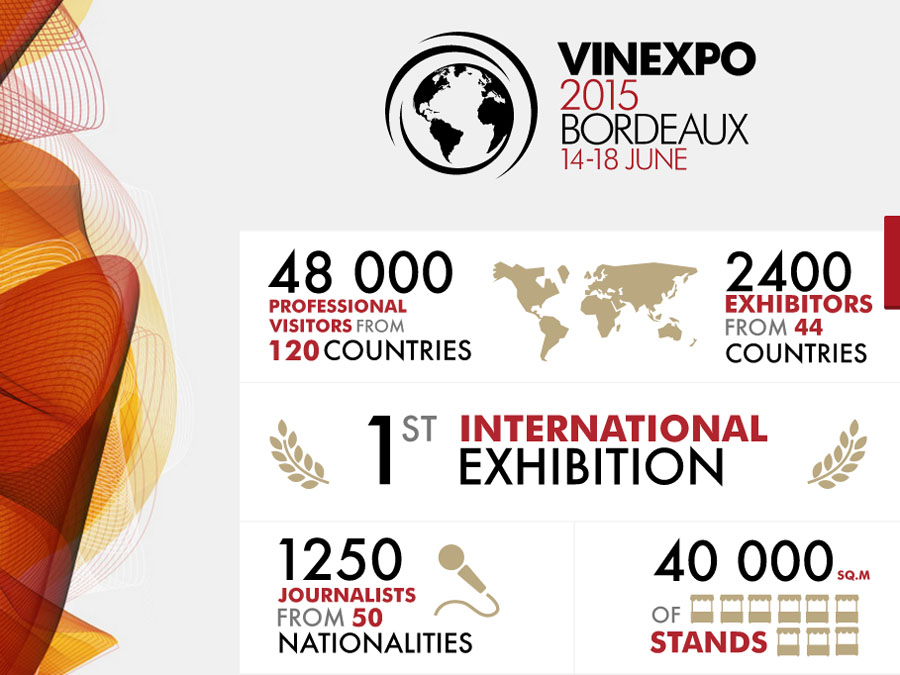 VINEXPO
2015
BORDEAUX
14-18 JUNE
48 000
PROFESSIONAL
VISITORS FROM
120 COUNTRIES
2400
EXHIBITORS
FROM 44
COUNTRIES
1ST INTERNATIONAL
EXHIBITION
1250
JOURNALISTS
FROM 50
NATIONALITIES
40 000 SQ.M
OF
STANDS